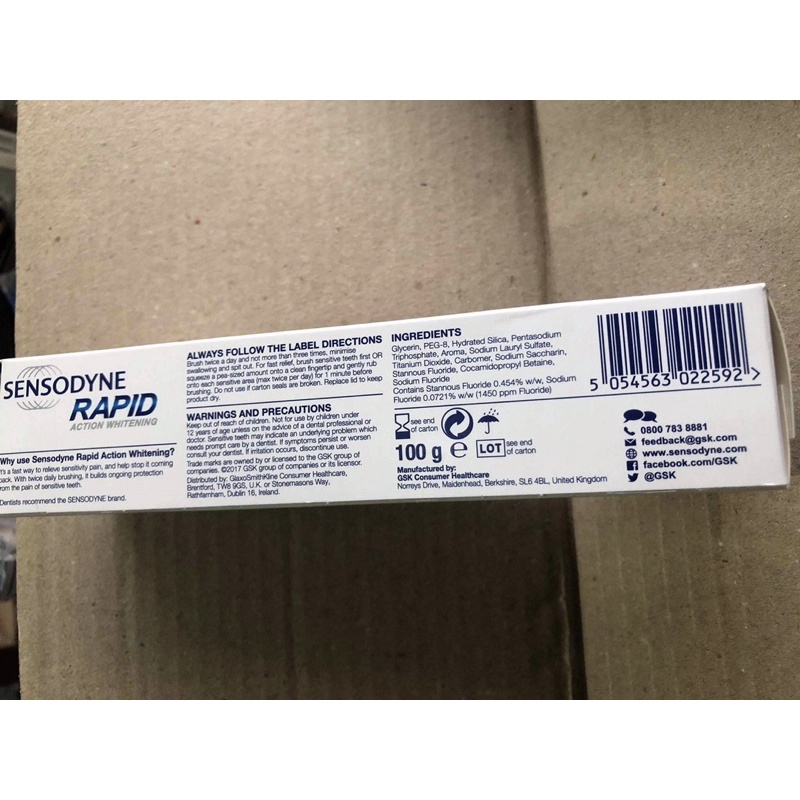 SENSODYNE
RAPID
ACTION WHITENING
Why use Sensodyne Rapid Action Whitening?
It's a fast way to relieve sensitivity pain, and help stop it coming
back. With twice daily brushing, it builds ongoing protection
from the pain of sensitive teeth.
Dentists recommend the SENSODYNE brand.
ALWAYS FOLLOW THE LABEL DIRECTIONS
Brush twice a day and not more than three times, minimise
swallowing and spit out. For fast relief, brush sensitive teeth first OR
squeeze a pea-sized amount onto a clean fingertip and gently rub
onto each sensitive area (max twice per day) for 1 minute before
brushing. Do not use if carton seals are broken. Replace lid to keep
product dry.
WARNINGS AND PRECAUTIONS
Keep out of reach of children. Not for use by children under
12 years of age unless on the advice of a dental professional or
doctor. Sensitive teeth may indicate an underlying problem which
needs prompt care by a dentist. If symptoms persist or worsen
consult your dentist. If irritation occurs, discontinue use.
Trade marks are owned by or licensed to the GSK group of
companies. ©2017 GSK group of companies or its licensor.
Distributed by: GlaxoSmithKline Consumer Healthcare,
Brentford, TW8 9GS, U.K. or Stonemasons Way,
Rathfarnham, Dublin 16, Ireland.
INGREDIENTS
Glycerin, PEG-8, Hydrated Silica, Pentasodium
Triphosphate, Aroma, Sodium Lauryl Sulfate,
Titanium Dioxide, Carbomer, Sodium Saccharin,
Stannous Fluoride, Cocamidopropyl Betaine,
Sodium Fluoride
Contains Stannous Fluoride 0.454% w/w, Sodium
Fluoride 0.0721% w/w (1450 ppm Fluoride)
see end
of carton
100 g e
LOT see end
of carton
Manufactured by:
GSK Consumer Healthcare
Norreys Drive, Maidenhead, Berkshire, SL6 4BL, United Kingdom
5 054563 022592 >
0800 783 8881
feedback@gsk.com
www.sensodyne.com
facebook.com/GSK
@GSK